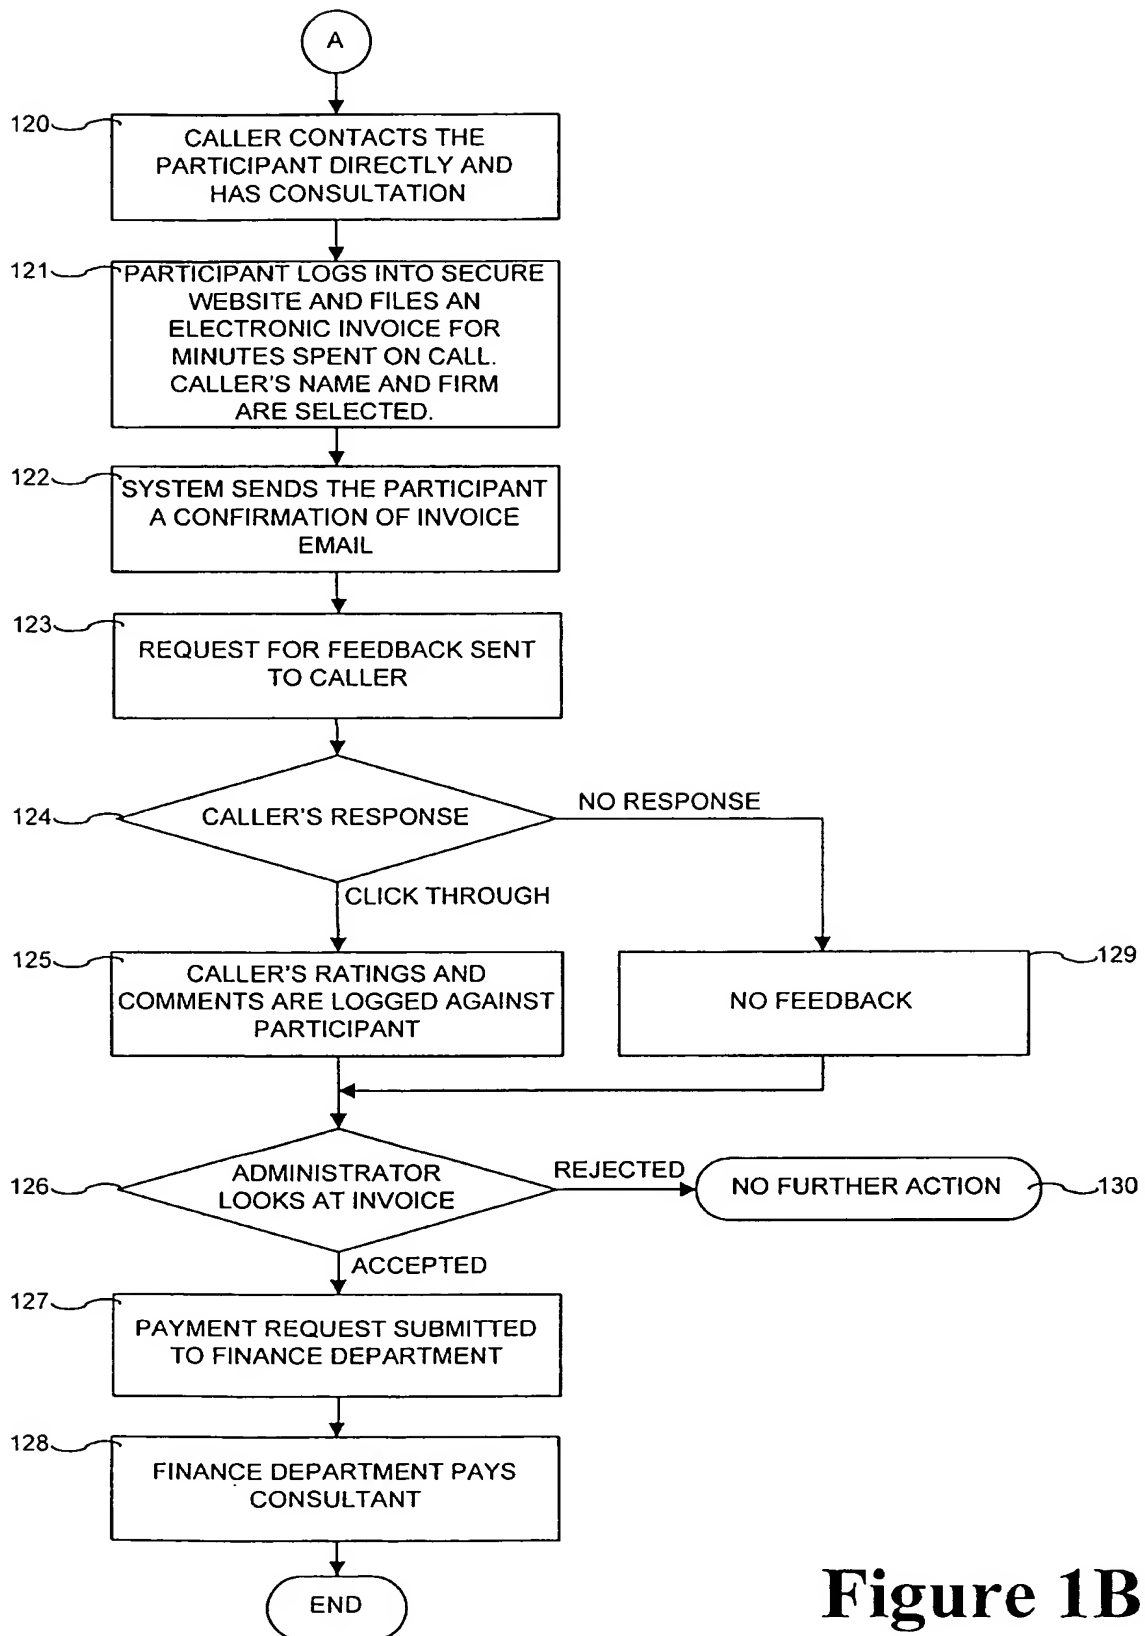 A
120
CALLER CONTACTS THE
PARTICIPANT DIRECTLY AND
HAS CONSULTATION
121
PARTICIPANT LOGS INTO SECURE
WEBSITE AND FILES AN
ELECTRONIC INVOICE FOR
MINUTES SPENT ON CALL.
CALLER'S NAME AND FIRM
ARE SELECTED.
122
SYSTEM SENDS THE PARTICIPANT
A CONFIRMATION OF INVOICE
EMAIL
123
REQUEST FOR FEEDBACK SENT
TO CALLER
124
CALLER'S RESPONSE
NO RESPONSE
CLICK THROUGH
125
CALLER'S RATINGS AND
COMMENTS ARE LOGGED AGAINST
PARTICIPANT
129
NO FEEDBACK
126
ADMINISTRATOR
LOOKS AT INVOICE
REJECTED
NO FURTHER ACTION
130
ACCEPTED
127
PAYMENT REQUEST SUBMITTED
TO FINANCE DEPARTMENT
128
FINANCE DEPARTMENT PAYS
CONSULTANT
END
Figure 1B